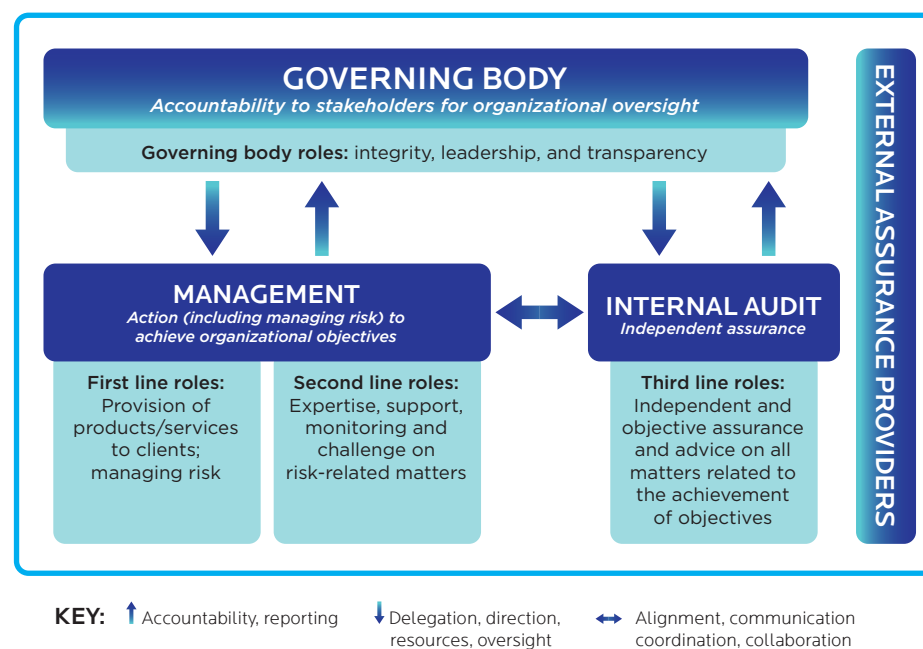 GOVERNING BODY
Accountability to stakeholders for organizational oversight
Governing body roles: integrity, leadership, and transparency
MANAGEMENT
Action (including managing risk) to
achieve organizational objectives
INTERNAL AUDIT
Independent assurance
First line roles:
Provision of
products/services
to clients;
managing risk
Second line roles:
Expertise, support,
monitoring and
challenge on
risk-related matters
Third line roles:
Independent and
objective assurance
and advice on all
matters related to
the achievement
of objectives
EXTERNAL ASSURANCE PROVIDERS
KEY:
Accountability, reporting
Delegation, direction,
resources, oversight
Alignment, communication
coordination, collaboration